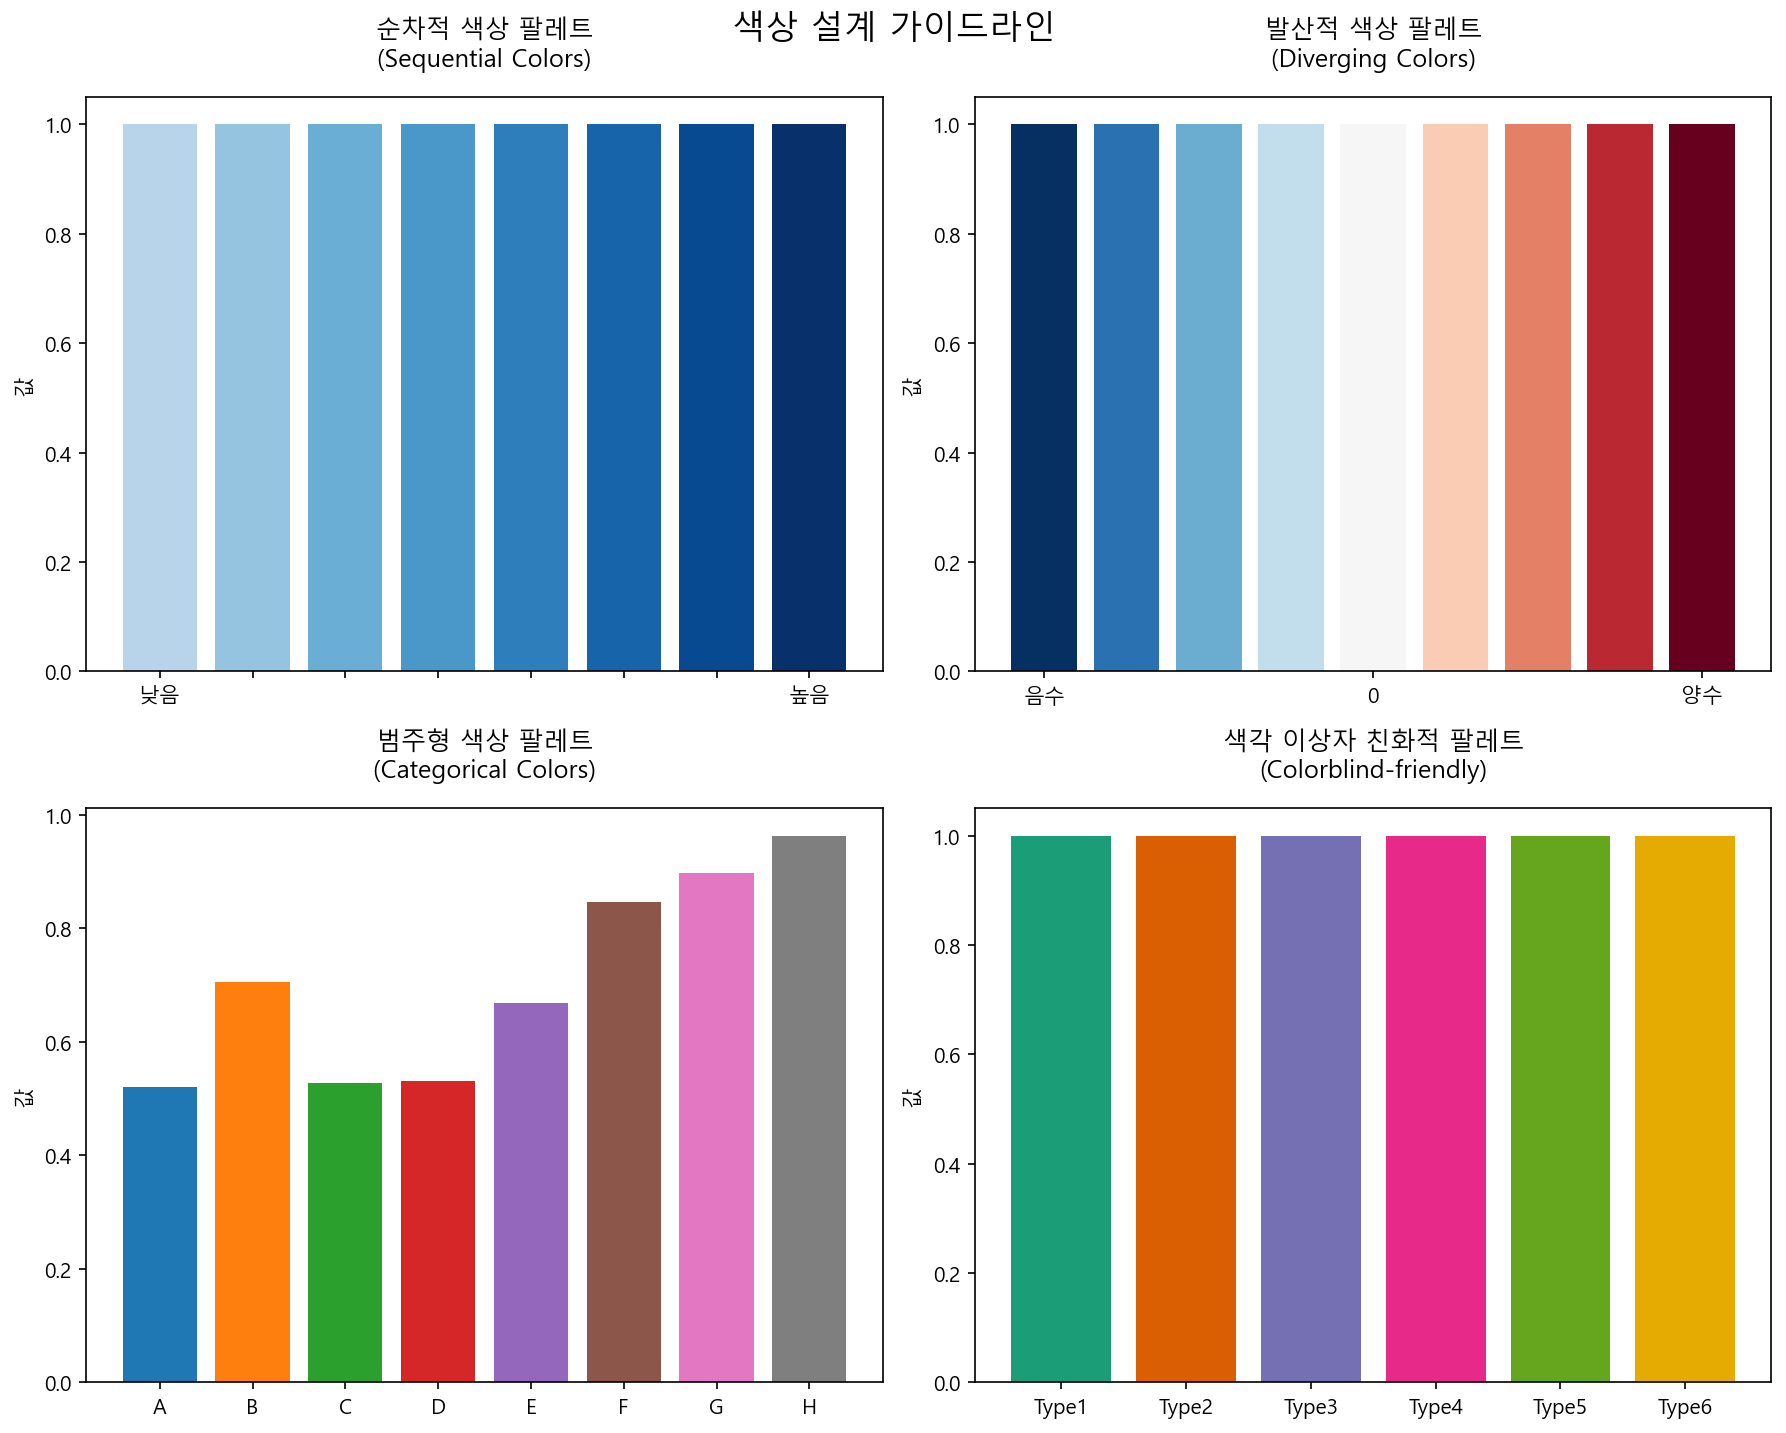 색상 설계 가이드라인
순차적 색상 팔레트
(Sequential Colors)
1.0
0.8
0.6
0.4
0.2
0.0
값
낮음 높음
발산적 색상 팔레트
(Diverging Colors)
1.0
0.8
0.6
0.4
0.2
0.0
값
음수 0 양수
범주형 색상 팔레트
(Categorical Colors)
1.0
0.8
0.6
0.4
0.2
0.0
값
A B C D E F G H
색각 이상자 친화적 팔레트
(Colorblind-friendly)
1.0
0.8
0.6
0.4
0.2
0.0
값
Type1 Type2 Type3 Type4 Type5 Type6